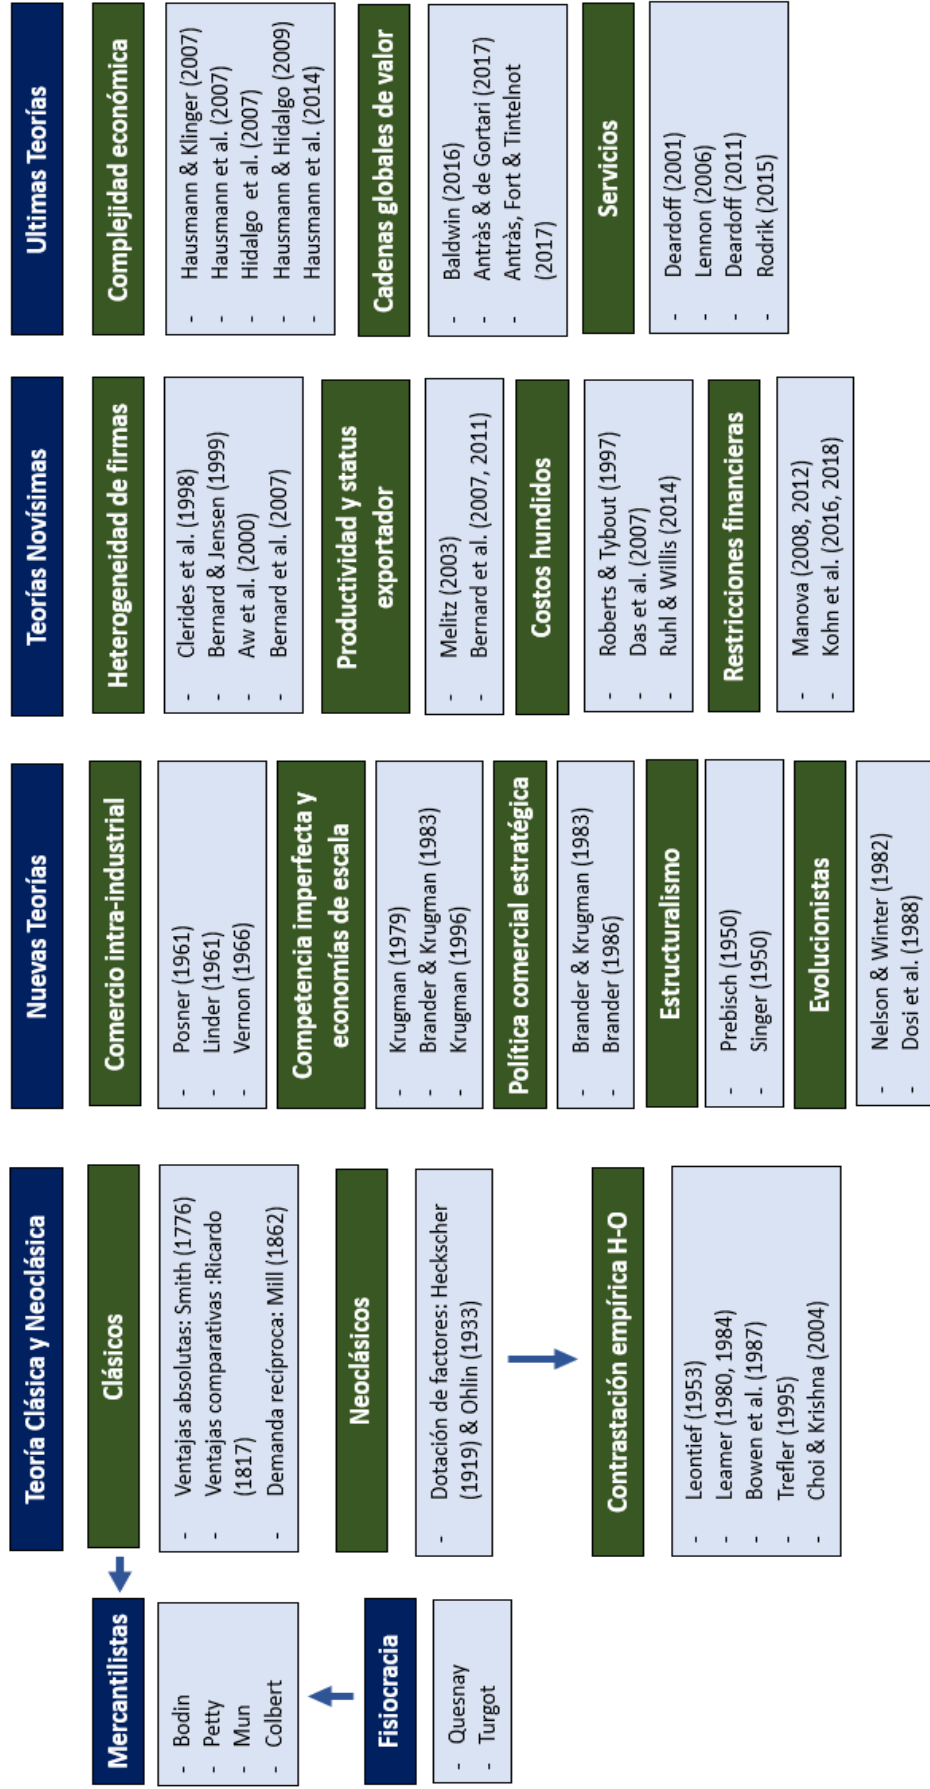 Mercantilistas
- Bodin
- Petty
- Mun
- Colbert
Fisiocracia
- Quesnay
- Turgot
Teoría Clásica y Neoclásica
Clásicos
- Ventajas absolutas: Smith (1776)
- Ventajas comparativas :Ricardo
(1817)
- Demanda recíproca: Mill (1862)
Neoclásicos
- Dotación de factores: Heckscher
(1919) & Ohlin (1933)
Contrastación empírica H-O
- Leontief (1953)
- Leamer (1980, 1984)
- Bowen et al. (1987)
- Trefler (1995)
- Choi & Krishna (2004)
Nuevas Teorías
Comercio intra-industrial
- Posner (1961)
- Linder (1961)
- Vernon (1966)
Competencia imperfecta y
economías de escala
- Krugman (1979)
- Brander & Krugman (1983)
- Krugman (1996)
Política comercial estratégica
- Brander & Krugman (1983)
- Brander (1986)
Estructuralismo
- Prebisch (1950)
- Singer (1950)
Evolucionistas
- Nelson & Winter (1982)
- Dosi et al. (1988)
Teorías Novísimas
Heterogeneidad de firmas
- Clerides et al. (1998)
- Bernard & Jensen (1999)
- Aw et al. (2000)
- Bernard et al. (2007)
Productividad y status
exportador
- Melitz (2003)
- Bernard et al. (2007, 2011)
Costos hundidos
- Roberts & Tybout (1997)
- Das et al. (2007)
- Ruhl & Willis (2014)
Restricciones financieras
- Manova (2008, 2012)
- Kohn et al. (2016, 2018)
Ultimas Teorías
Complejidad económica
- Hausmann & Klinger (2007)
- Hausmann et al. (2007)
- Hidalgo et al. (2007)
- Hausmann & Hidalgo (2009)
- Hausmann et al. (2014)
Cadenas globales de valor
- Baldwin (2016)
- Antràs & de Gortari (2017)
- Antràs, Fort & Tintelnot
(2017)
Servicios
- Deardoff (2001)
- Lennon (2006)
- Deardoff (2011)
- Rodrik (2015)